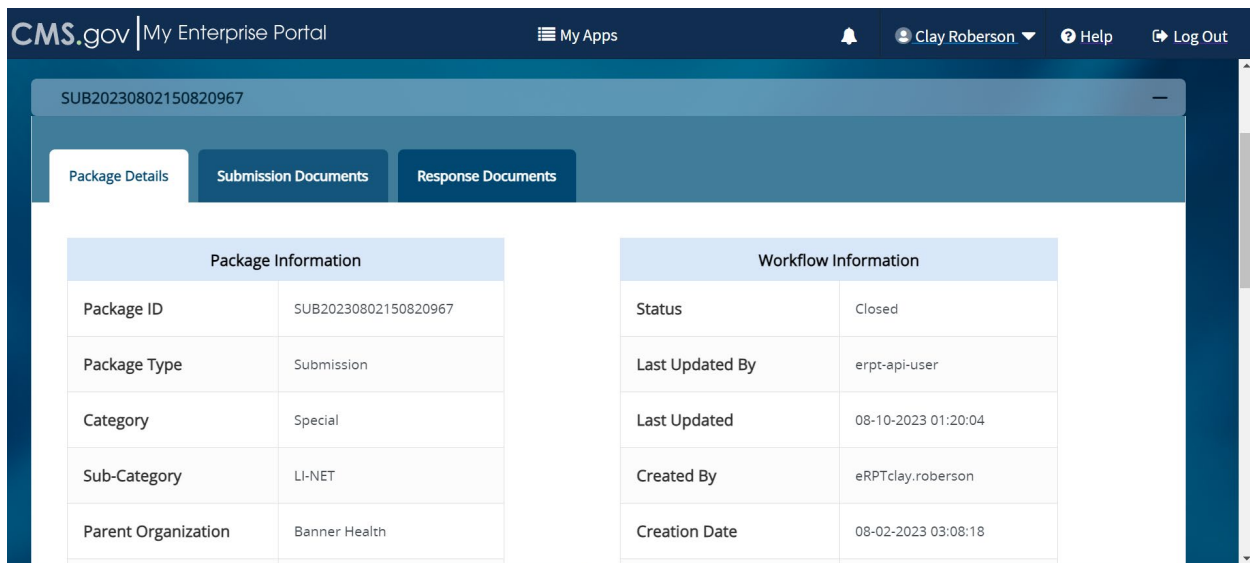 CMS.gov My Enterprise Portal My Apps Clay Roberson Help Log Out
SUB20230802150820967
Package Details Submission Documents Response Documents
Package Information
Package ID SUB20230802150820967
Package Type Submission
Category Special
Sub-Category LI-NET
Parent Organization Banner Health
Workflow Information
Status Closed
Last Updated By erpt-api-user
Last Updated 08-10-2023 01:20:04
Created By eRPTclay.roberson
Creation Date 08-02-2023 03:08:18